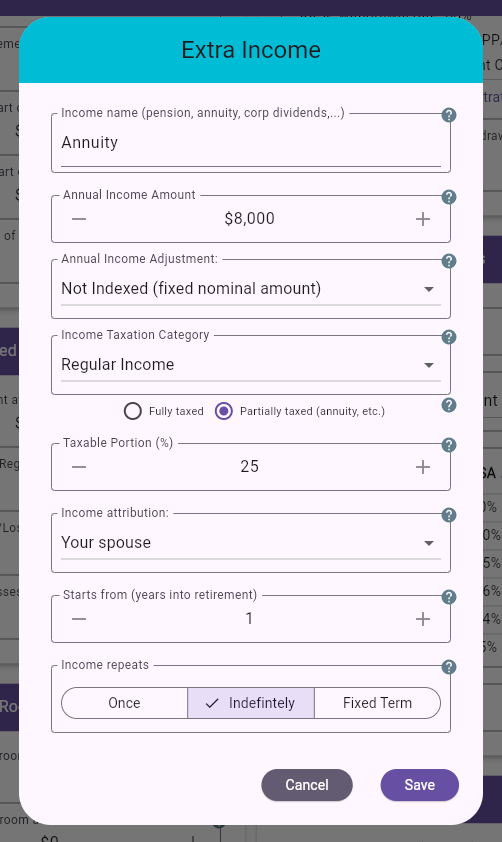 Extra Income
Income name (pension, annuity, corp dividends,...)
?
Annuity
Annual Income Amount
?
$8,000
Annual Income Adjustment:
?
Not Indexed (fixed nominal amount)
Income Taxation Category
?
Regular Income
Fully taxed
Partially taxed (annuity, etc.)
?
Taxable Portion (%)
?
25
Income attribution:
?
Your spouse
Starts from (years into retirement)
?
1
Income repeats
?
Once
Indefintely
Fixed Term
Cancel
Save